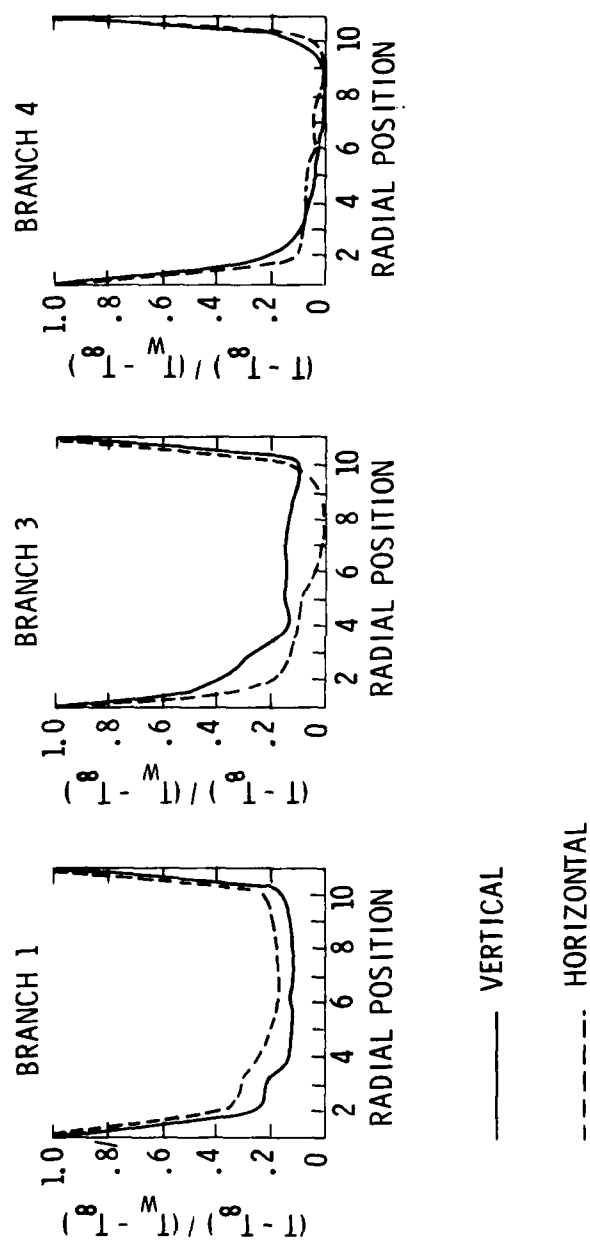 BRANCH 1
(T - T∞) / (TW - T∞)
1.0
.8
.6
.4
.2
0
2 4 6 8 10
RADIAL POSITION
BRANCH 3
(T - T∞) / (TW - T∞)
1.0
.8
.6
.4
.2
0
2 4 6 8 10
RADIAL POSITION
BRANCH 4
(T - T∞) / (TW - T∞)
1.0
.8
.6
.4
.2
0
2 4 6 8 10
RADIAL POSITION
VERTICAL
HORIZONTAL